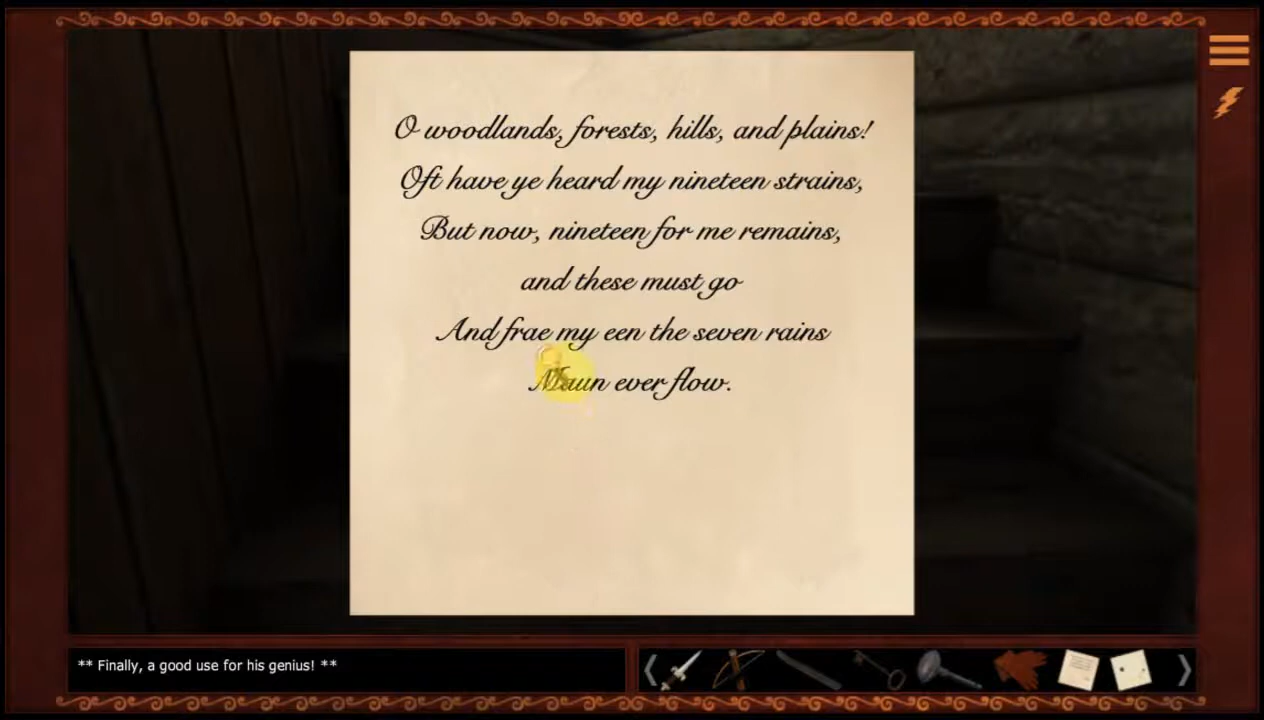 O woodlands, forests, hills, and plains!
Oft have ye heard my nineteen strains,
But now, nineteen for me remains,
and these must go
And frae my een the seven rains
Maun ever flow.
** Finally, a good use for his genius! **